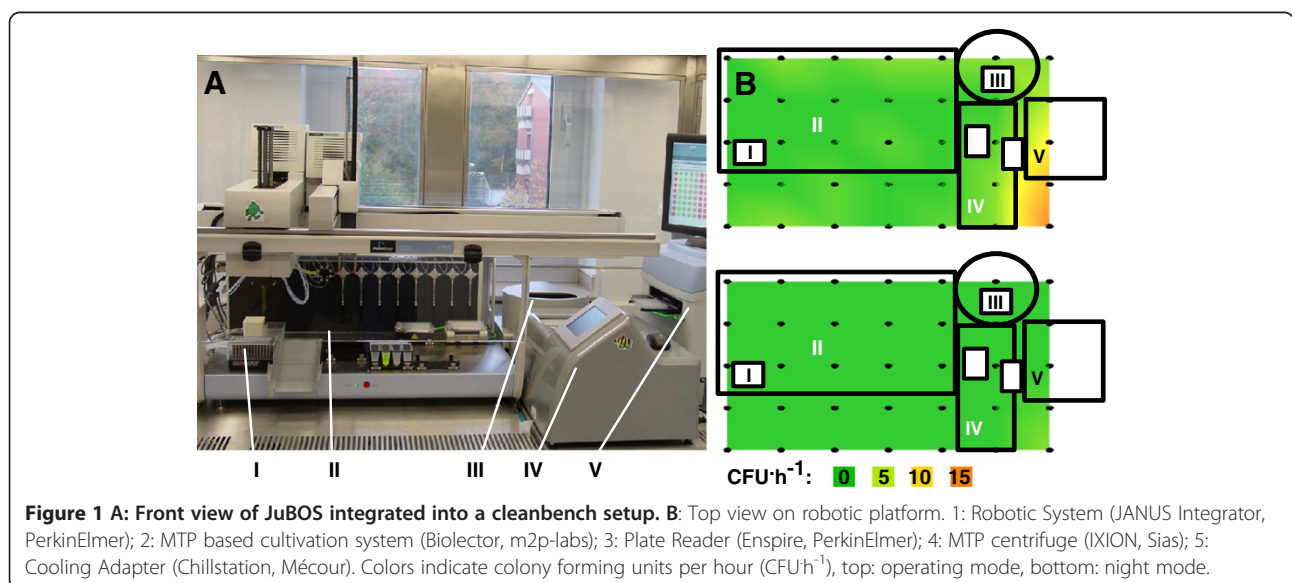 A
I
II
III
IV
V
B
II
III
I
IV
V
II
III
I
IV
V
CFU·h-1: 0 5 10 15
Figure 1 A: Front view of JuBOS integrated into a cleanbench setup. B: Top view on robotic platform. 1: Robotic System (JANUS Integrator,
PerkinElmer); 2: MTP based cultivation system (Biolector, m2p-labs); 3: Plate Reader (Enspire, PerkinElmer); 4: MTP centrifuge (IXION, Sias); 5:
Cooling Adapter (Chillstation, Mécour). Colors indicate colony forming units per hour (CFU·h-1), top: operating mode, bottom: night mode.